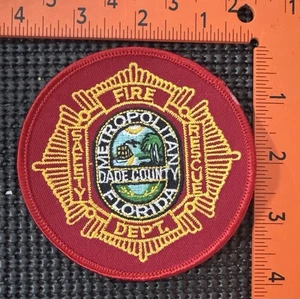 FIRE
SAFETY
RESCUE
METROPOLITAN
DADE COUNTY
FLORIDA
DEPT.
1 2 3 4
1 2 3 4